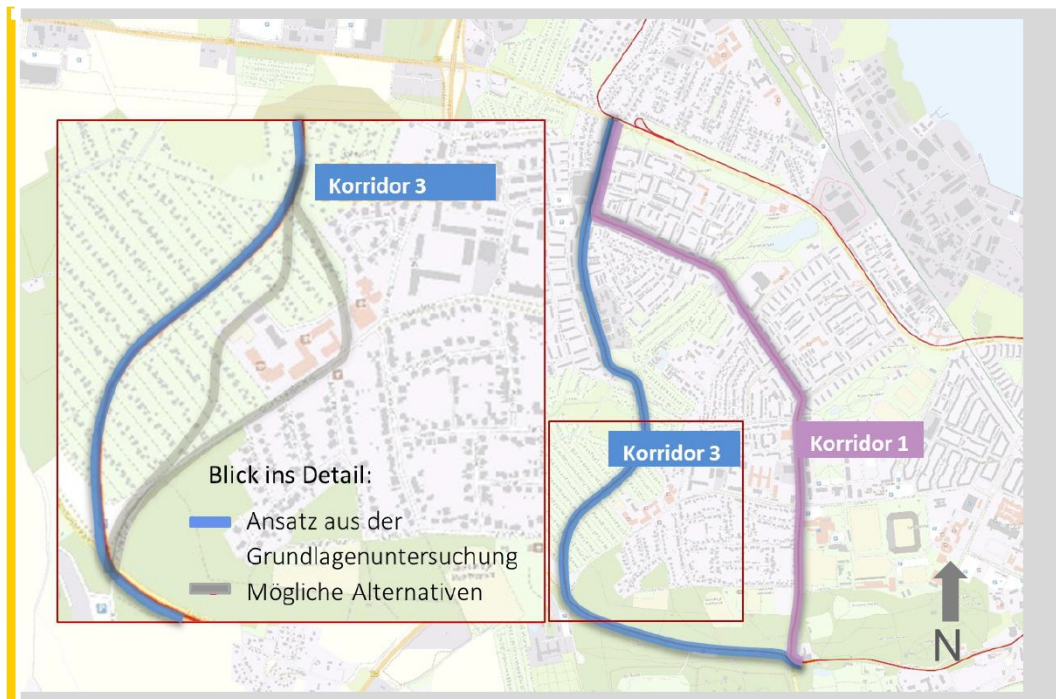 Korridor 3
Blick ins Detail:
Ansatz aus der
Grundlagenuntersuchung
Mögliche Alternativen
Korridor 3
Korridor 1
N